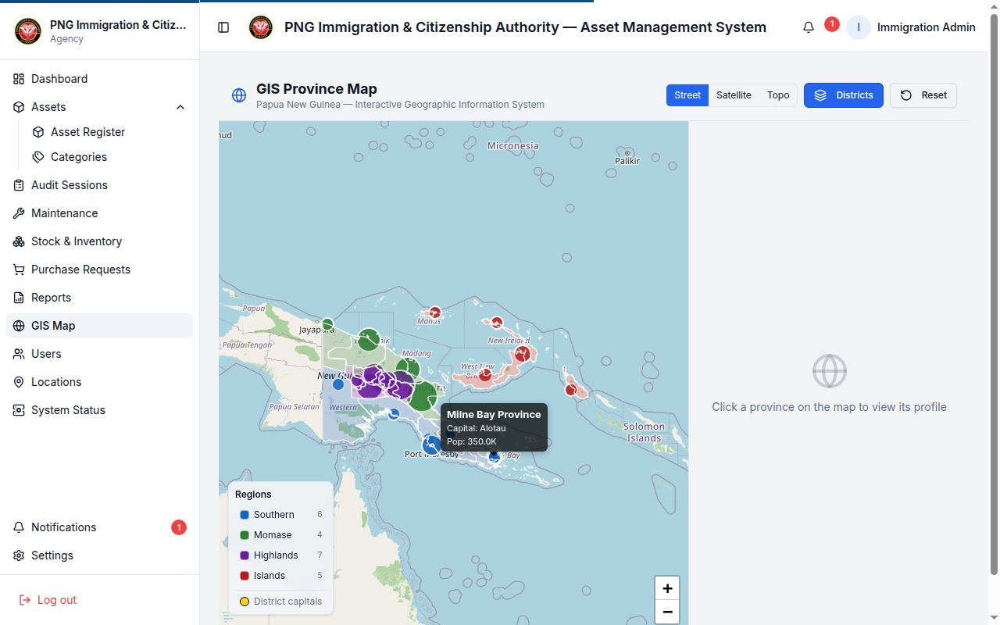 PNG Immigration & Citiz...
Agency
Dashboard
Assets
Asset Register
Categories
Audit Sessions
Maintenance
Stock & Inventory
Purchase Requests
Reports
GIS Map
Users
Locations
System Status
Notifications
1
Settings
Log out
PNG Immigration & Citizenship Authority — Asset Management System
1
I
Immigration Admin
GIS Province Map
Papua New Guinea — Interactive Geographic Information System
Street
Satellite
Topo
Districts
Reset
Micronesia
Palikir
Papua
Jayapura
Papua Tengah
Manus
Madang
New Ireland
West New
Papua Selatan
Western
Port Moresby
Bay
Solomon
Islands
Milne Bay Province
Capital: Alotau
Pop: 350.0K
Regions
Southern 6
Momase 4
Highlands 7
Islands 5
District capitals
+
−
Click a province on the map to view its profile